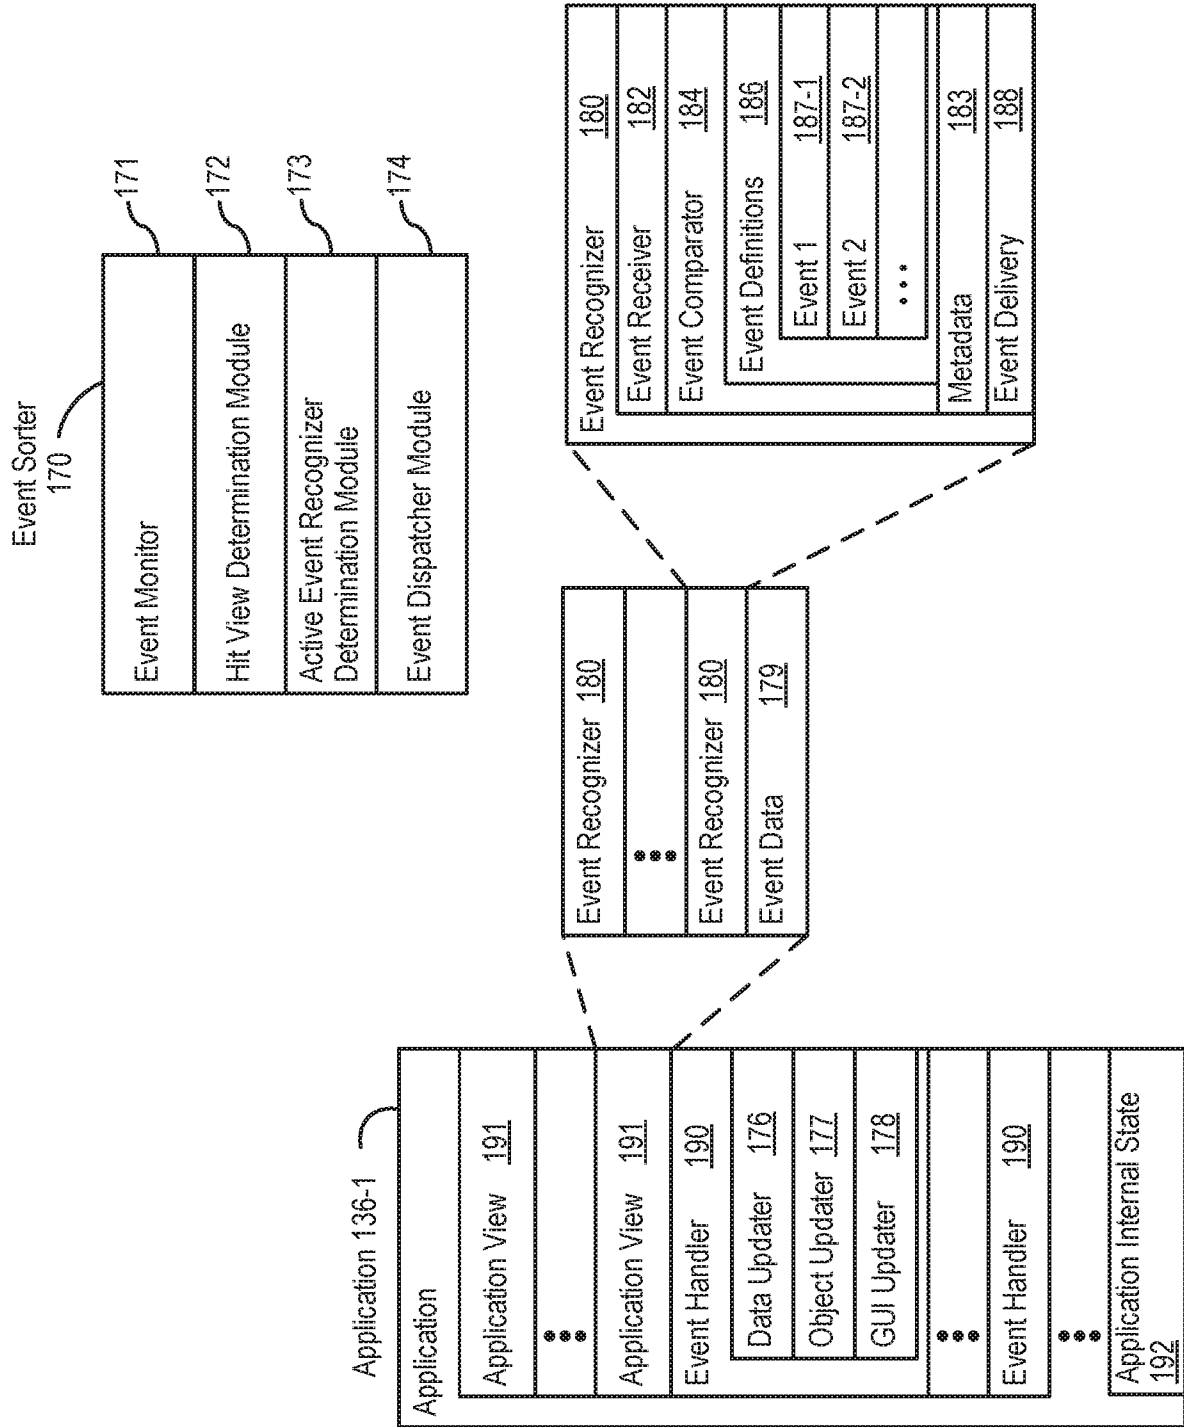 Event Sorter
170
Event Monitor
171
Hit View Determination Module
172
Active Event Recognizer
Determination Module
173
Event Dispatcher Module
174
Application 136-1
Application
Application View 191
•••
Application View 191
Event Handler 190
Data Updater 176
Object Updater 177
GUI Updater 178
•••
Event Handler 190
•••
Application Internal State
192
Event Recognizer 180
•••
Event Recognizer 180
Event Data 179
Event Recognizer 180
Event Receiver 182
Event Comparator 184
Event Definitions 186
Event 1 187-1
Event 2 187-2
•••
Metadata 183
Event Delivery 188